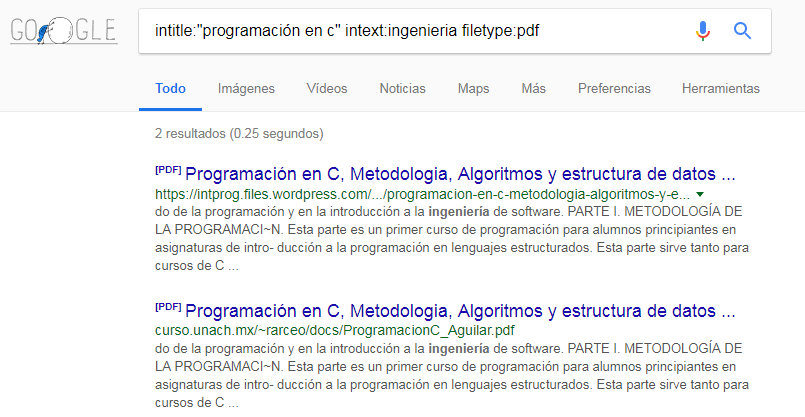 GOOGLE
intitle:"programación en c" intext:ingenieria filetype:pdf
Todo Imágenes Vídeos Noticias Maps Más Preferencias Herramientas
2 resultados (0.25 segundos)
[PDF] Programación en C, Metodologia, Algoritmos y estructura de datos ...
https://intprog.files.wordpress.com/.../programacion-en-c-metodologia-algoritmos-y-e...
do de la programación y en la introducción a la ingeniería de software. PARTE I. METODOLOGÍA DE
LA PROGRAMACI~N. Esta parte es un primer curso de programación para alumnos principiantes en
asignaturas de intro- ducción a la programación en lenguajes estructurados. Esta parte sirve tanto para
cursos de C ...
[PDF] Programación en C, Metodologia, Algoritmos y estructura de datos ...
curso.unach.mx/~rarceo/docs/ProgramacionC_Aguilar.pdf
do de la programación y en la introducción a la ingeniería de software. PARTE I. METODOLOGÍA DE
LA PROGRAMACI~N. Esta parte es un primer curso de programación para alumnos principiantes en
asignaturas de intro- ducción a la programación en lenguajes estructurados. Esta parte sirve tanto para
cursos de C ...